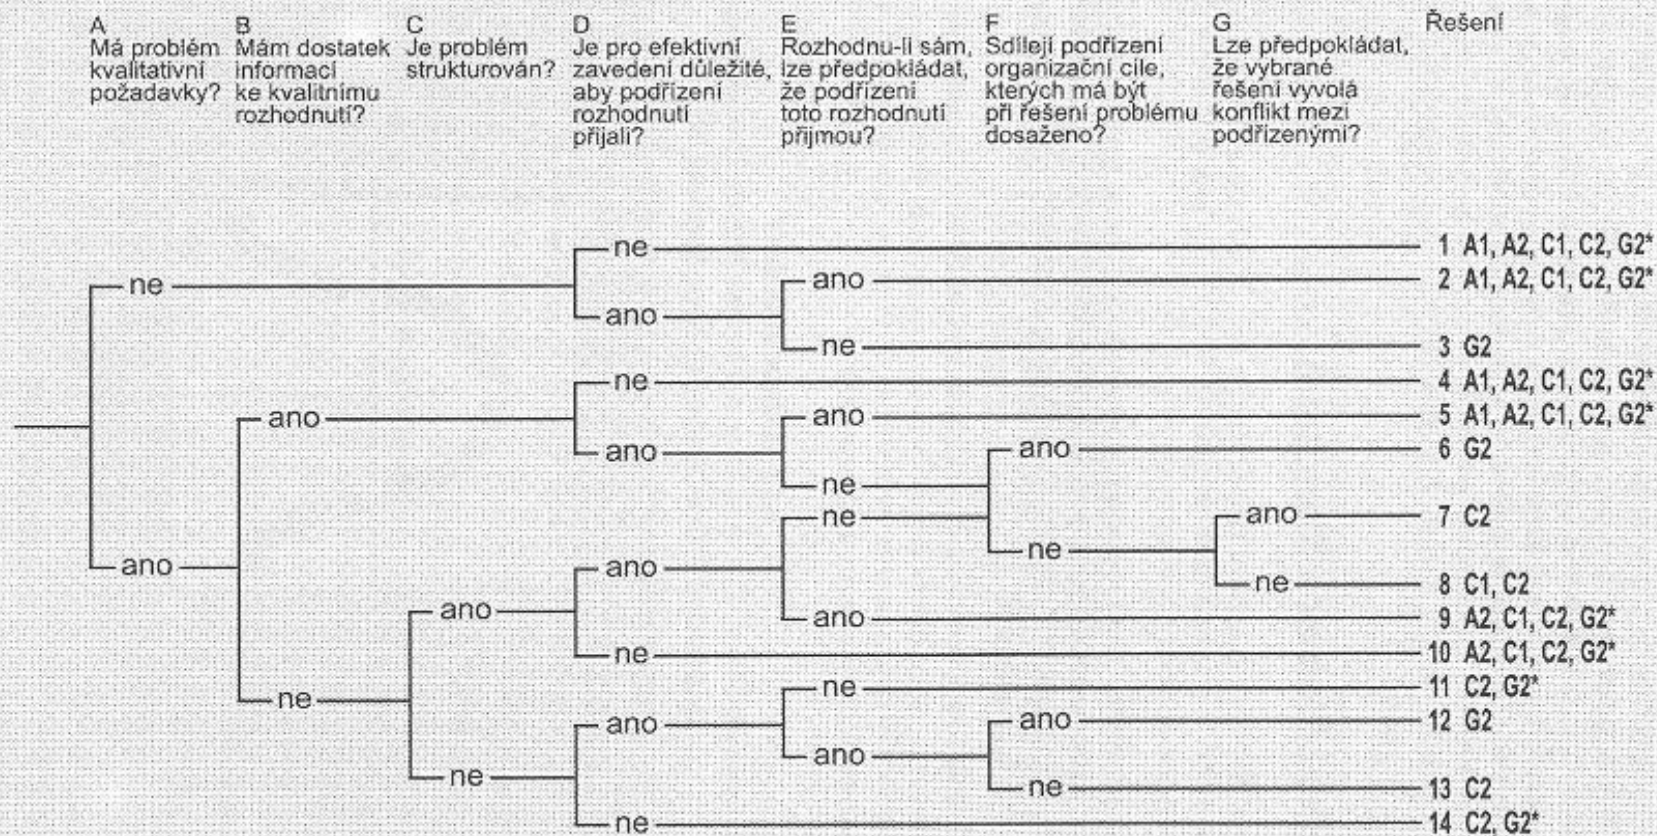 A
Má problém
kvalitativní
požadavky?
B
Mám dostatek
informací
ke kvalitnímu
rozhodnutí?
C
Je problém
strukturován?
D
Je pro efektivní
zavedení důležité,
aby podřízení
rozhodnutí
přijali?
E
Rozhodnu-li sám,
lze předpokládat,
že podřízení
toto rozhodnutí
přijmou?
F
Sdílejí podřízení
organizační cíle,
kterých má být
při řešení problému
dosaženo?
G
Lze předpokládat,
že vybrané
řešení vyvolá
konflikt mezi
podřízenými?
Řešení
ne 1 A1, A2, C1, C2, G2*
ne ano 2 A1, A2, C1, C2, G2*
ano
ne 3 G2
ne 4 A1, A2, C1, C2, G2*
ano ano 5 A1, A2, C1, C2, G2*
ano ano 6 G2
ne
ne ano 7 C2
ne
ano ano ne 8 C1, C2
ano ano 9 A2, C1, C2, G2*
ne 10 A2, C1, C2, G2*
ne ne 11 C2, G2*
ano ano 12 G2
ano
ne ne 13 C2
ne 14 C2, G2*